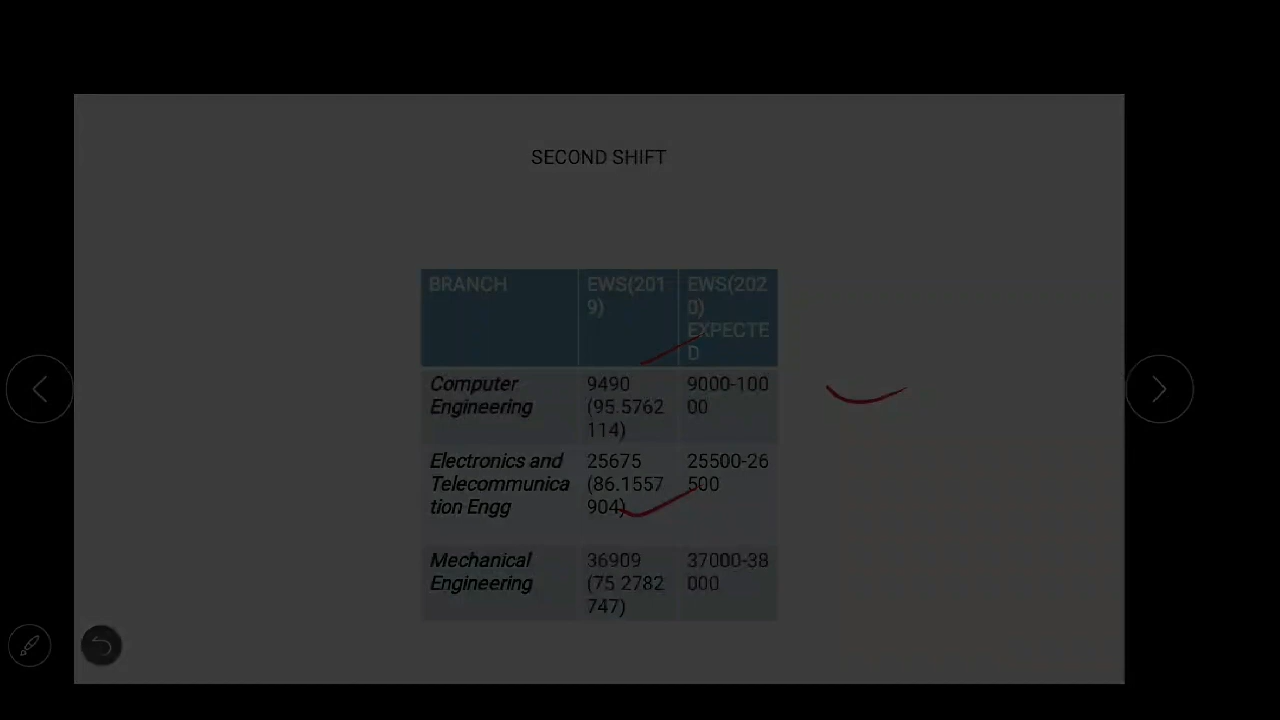 SECOND SHIFT
BRANCH
EWS(201
9)
EWS(202
0)
EXPECTE
D
Computer
Engineering
9490
(95.5762
114)
9000-100
00
Electronics and
Telecommunica
tion Engg
25675
(86.1557
904)
25500-26
500
Mechanical
Engineering
36909
(75.2782
747)
37000-38
000